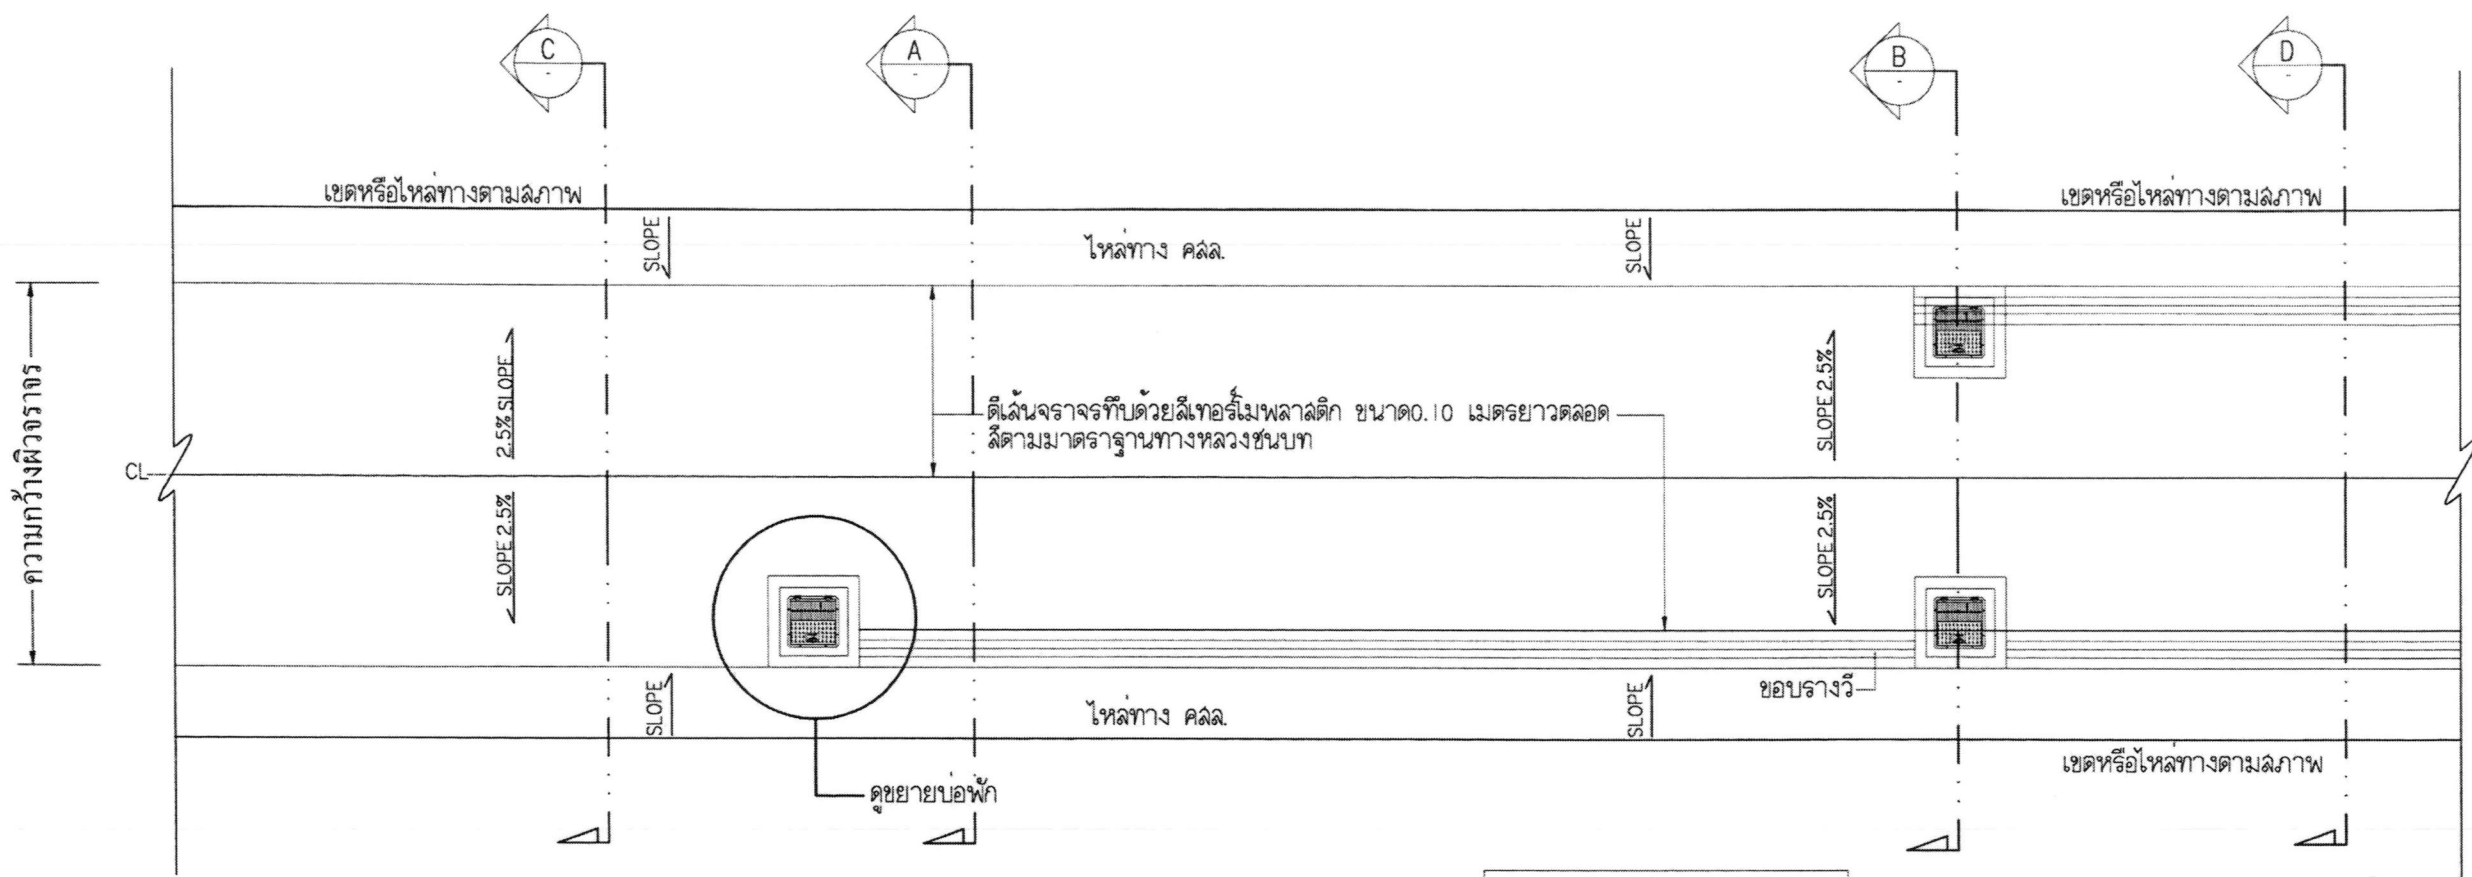 C
A
B
D
-
-
-
-
เขตหรือไหล่ทางตามสภาพ
เขตหรือไหล่ทางตามสภาพ
SLOPE
ไหล่ทาง คสล.
SLOPE
ความกว้างผิวจราจร
2.5% SLOPE
SLOPE 2.5%
ตีเส้นจราจรทึบด้วยสีเทอร์โมพลาสติก ขนาด0.10 เมตรยาวตลอด
สีตามมาตราฐานทางหลวงชนบท
CL
SLOPE 2.5%
SLOPE 2.5%
SLOPE
ไหล่ทาง คสล.
SLOPE
ขอบรางวี
เขตหรือไหล่ทางตามสภาพ
ดูขยายบ่อพัก